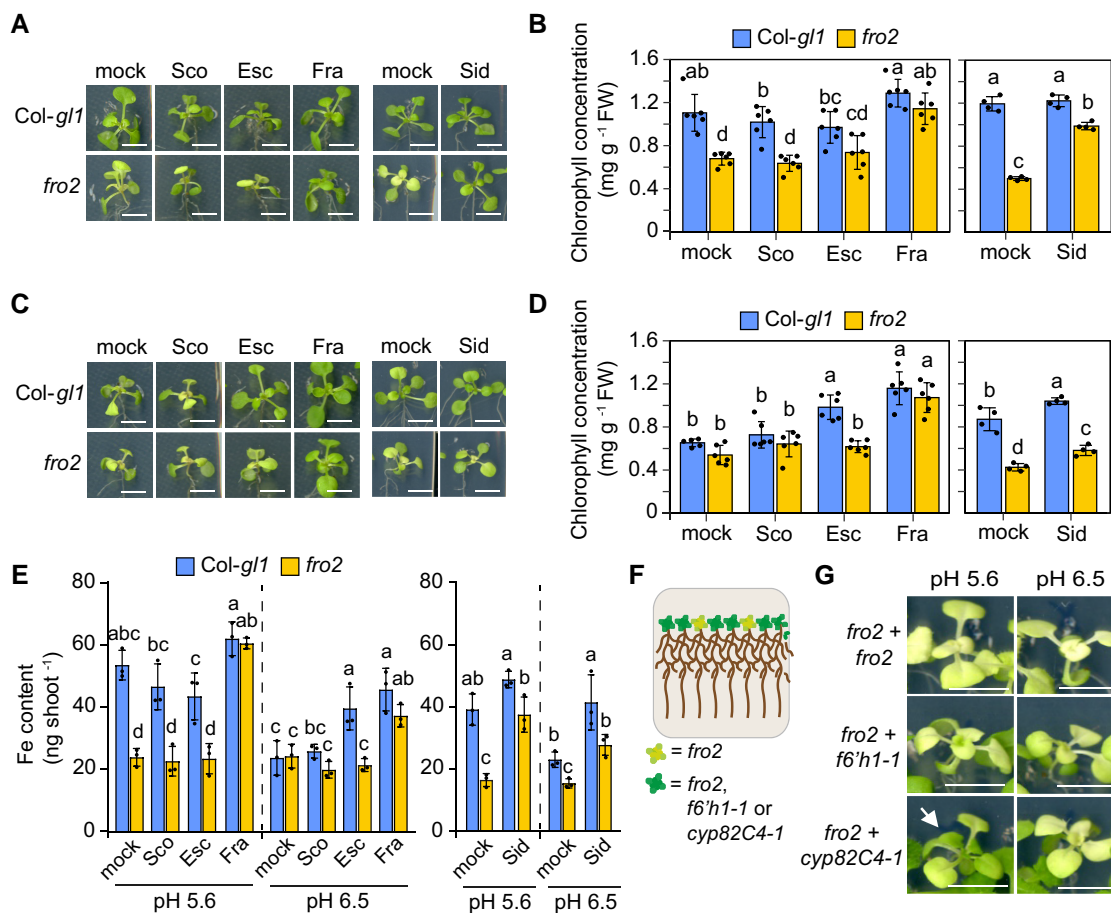 A
mock Sco Esc Fra mock Sid
Col-gl1
fro2
B
Col-gl1 fro2
Chlorophyll concentration
(mg g ⁻¹ FW)
1.6
1.2
0.8
0.4
0
ab d b d bc cd a ab
a c a b
mock Sco Esc Fra mock Sid
C
mock Sco Esc Fra mock Sid
Col-gl1
fro2
D
Col-gl1 fro2
Chlorophyll concentration
(mg g ⁻¹ FW)
1.6
1.2
0.8
0.4
0
b b b b a b a a
b d a c
mock Sco Esc Fra mock Sid
E
Col-gl1 fro2
Fe content
(ng shoot ⁻¹)
80
60
40
20
0
abc d bc d c d a ab
c c bc c a c a ab
mock Sco Esc Fra mock Sco Esc Fra
pH 5.6 pH 6.5
80
60
40
20
0
ab c a b b c a b
mock Sid mock Sid
pH 5.6 pH 6.5
F
= fro2
= fro2,
f6'h1-1 or
cyp82C4-1
G
pH 5.6 pH 6.5
fro2 +
fro2
fro2 +
f6'h1-1
fro2 +
cyp82C4-1